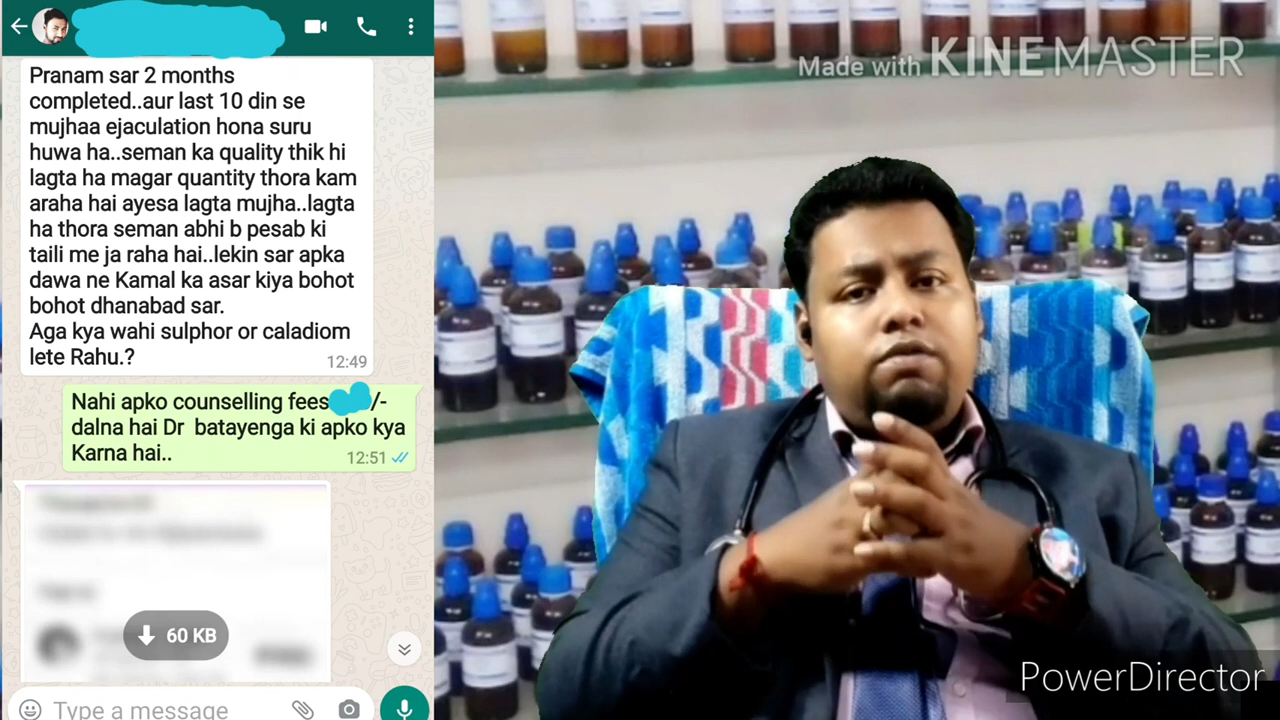 Pranam sar 2 months
completed..aur last 10 din se
mujhaa ejaculation hona suru
huwa ha..seman ka quality thik hi
lagta ha magar quantity thora kam
araha hai ayesa lagta mujha..lagta
ha thora seman abhi b pesab ki
taili me ja raha hai..lekin sar apka
dawa ne Kamal ka asar kiya bohot
bohot dhanabad sar.
Aga kya wahi sulphor or caladiom
lete Rahu.?
12:49
Nahi apko counselling fees /-
dalna hai Dr batayenga ki apko kya
Karna hai..
12:51
60 KB
Type a message
Made with KINEMASTER
PowerDirector